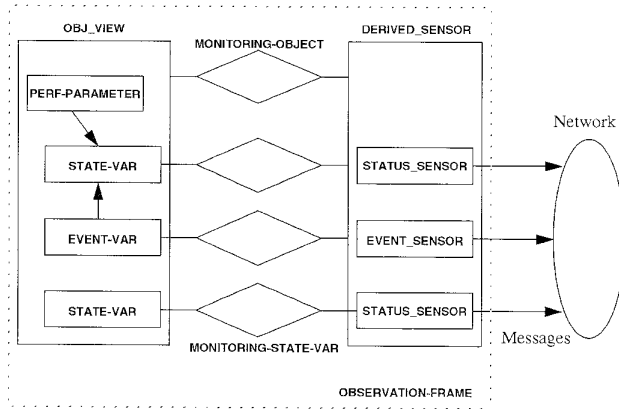 OBJ_VIEW
DERIVED_SENSOR
MONITORING-OBJECT
PERF-PARAMETER
Network
STATE-VAR
STATUS_SENSOR
EVENT-VAR
EVENT_SENSOR
STATE-VAR
STATUS_SENSOR
Messages
MONITORING-STATE-VAR
OBSERVATION-FRAME